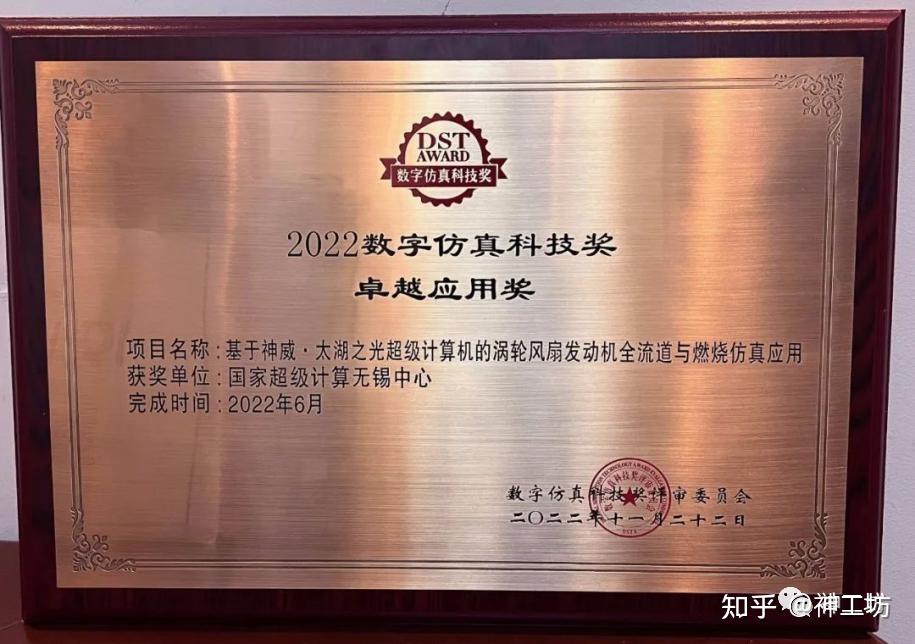 DST
AWARD
数字仿真科技奖
2022数字仿真科技奖
卓越应用奖
项目名称：基于神威·太湖之光超级计算机的涡轮风扇发动机全流道与燃烧仿真应用
获奖单位：国家超级计算无锡中心
完成时间：2022年6月
数字仿真科技奖评审委员会
二〇二二年十一月二十二日
知乎 @神工坊